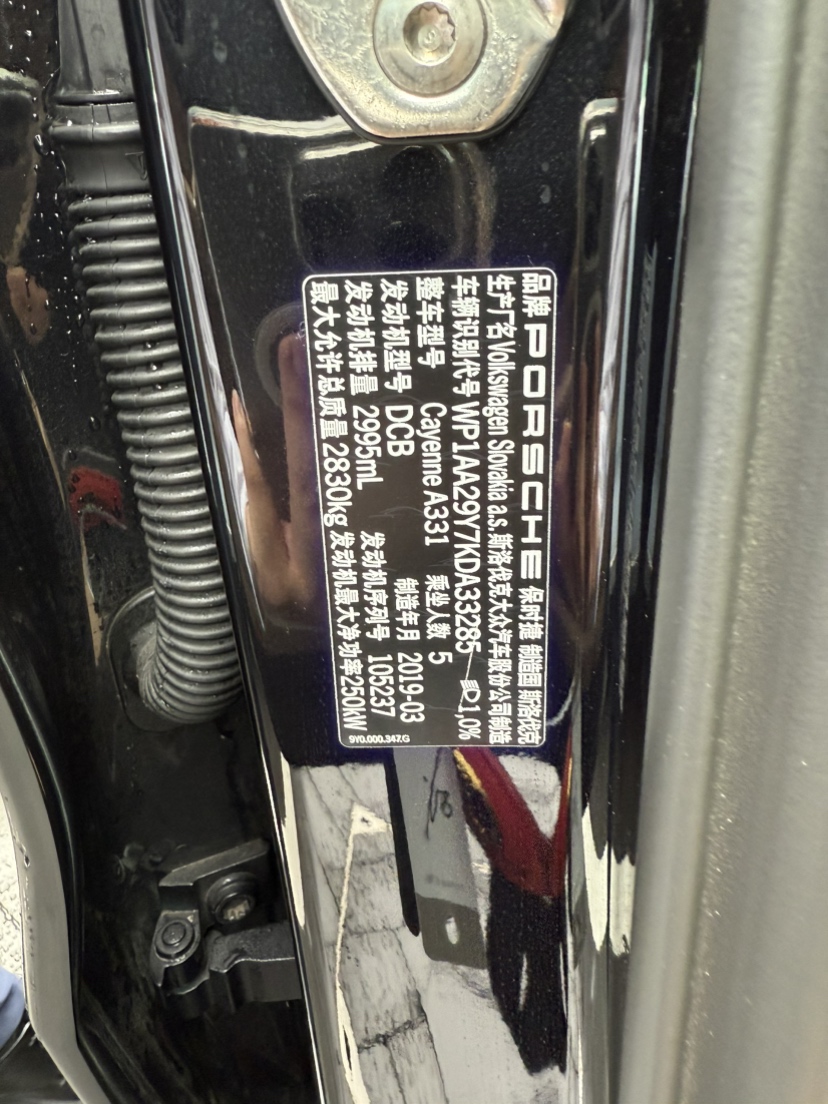 品牌 PORSCHE 保时捷 制造国 斯洛伐克
生产厂名 Volkswagen Slovakia a.s. 斯洛伐克大众汽车股份公司制造
车辆识别代号 WP1AA29Y7KDA33285 1,0%
整车型号 Cayenne A331 乘坐人数 5
发动机型号 DCB 制造年月 2019-03
发动机排量 2995mL 发动机序列号 105237
最大允许总质量 2830kg 发动机最大净功率250kW
9Y0.000.347.G